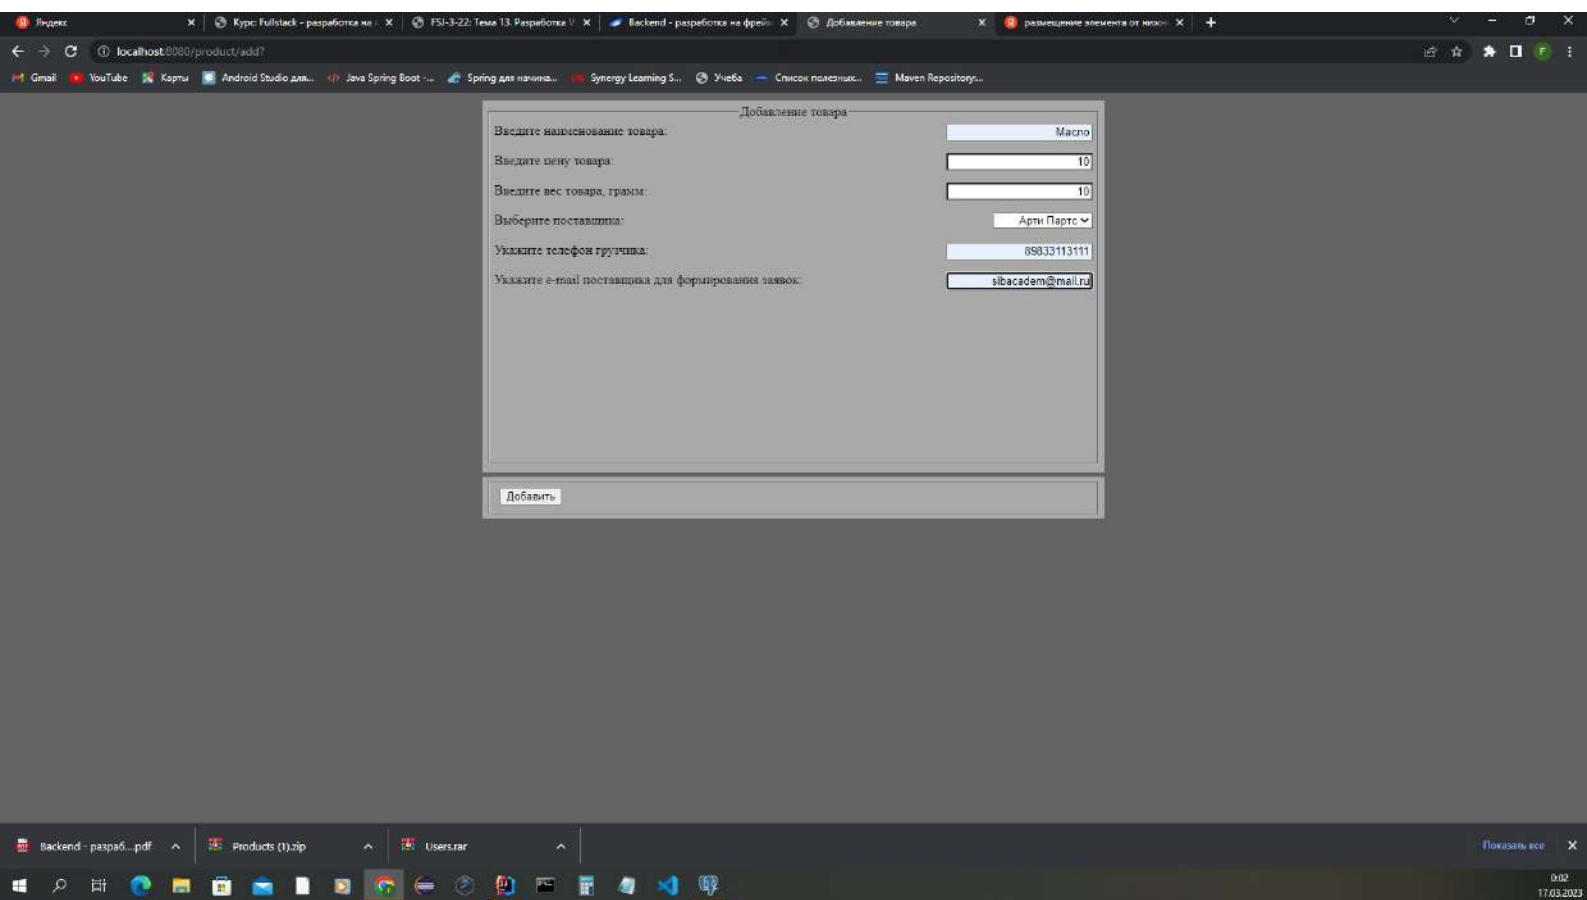 Яндекс
Курс: Fullstack - разработка на
FSJ-3-22: Тема 13. Разработка
Backend - разработка на фрей
Добавление товара
размещение элемента от нижн
localhost:8080/product/add?
Gmail
YouTube
Карты
Android Studio для...
Java Spring Boot -...
Spring для начина...
Synergy Learning S...
Учеба
Список полезных...
Maven Repository:...
Добавление товара
Введите наименование товара: Масло
Введите цену товара: 10
Введите вес товара, грамм: 10
Выберите поставщика: Арти Партс
Укажите телефон грузчика: 89833113111
Укажите e-mail поставщика для формирования заявок: sibacadem@mail.ru
Добавить
Backend - разраб....pdf
Products (1).zip
Users.rar
Показать все
0:02
17.03.2023